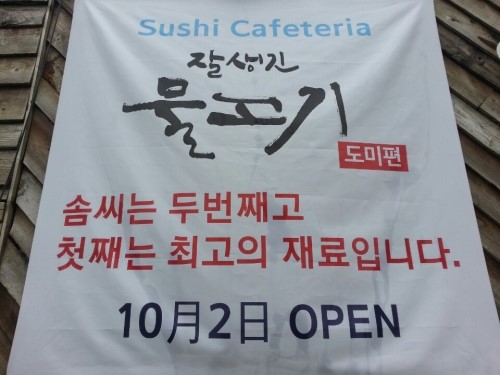 Sushi Cafeteria
잘생긴
물고기
도미편
솜씨는 두번째고
첫째는 최고의 재료입니다.
10月2日 OPEN